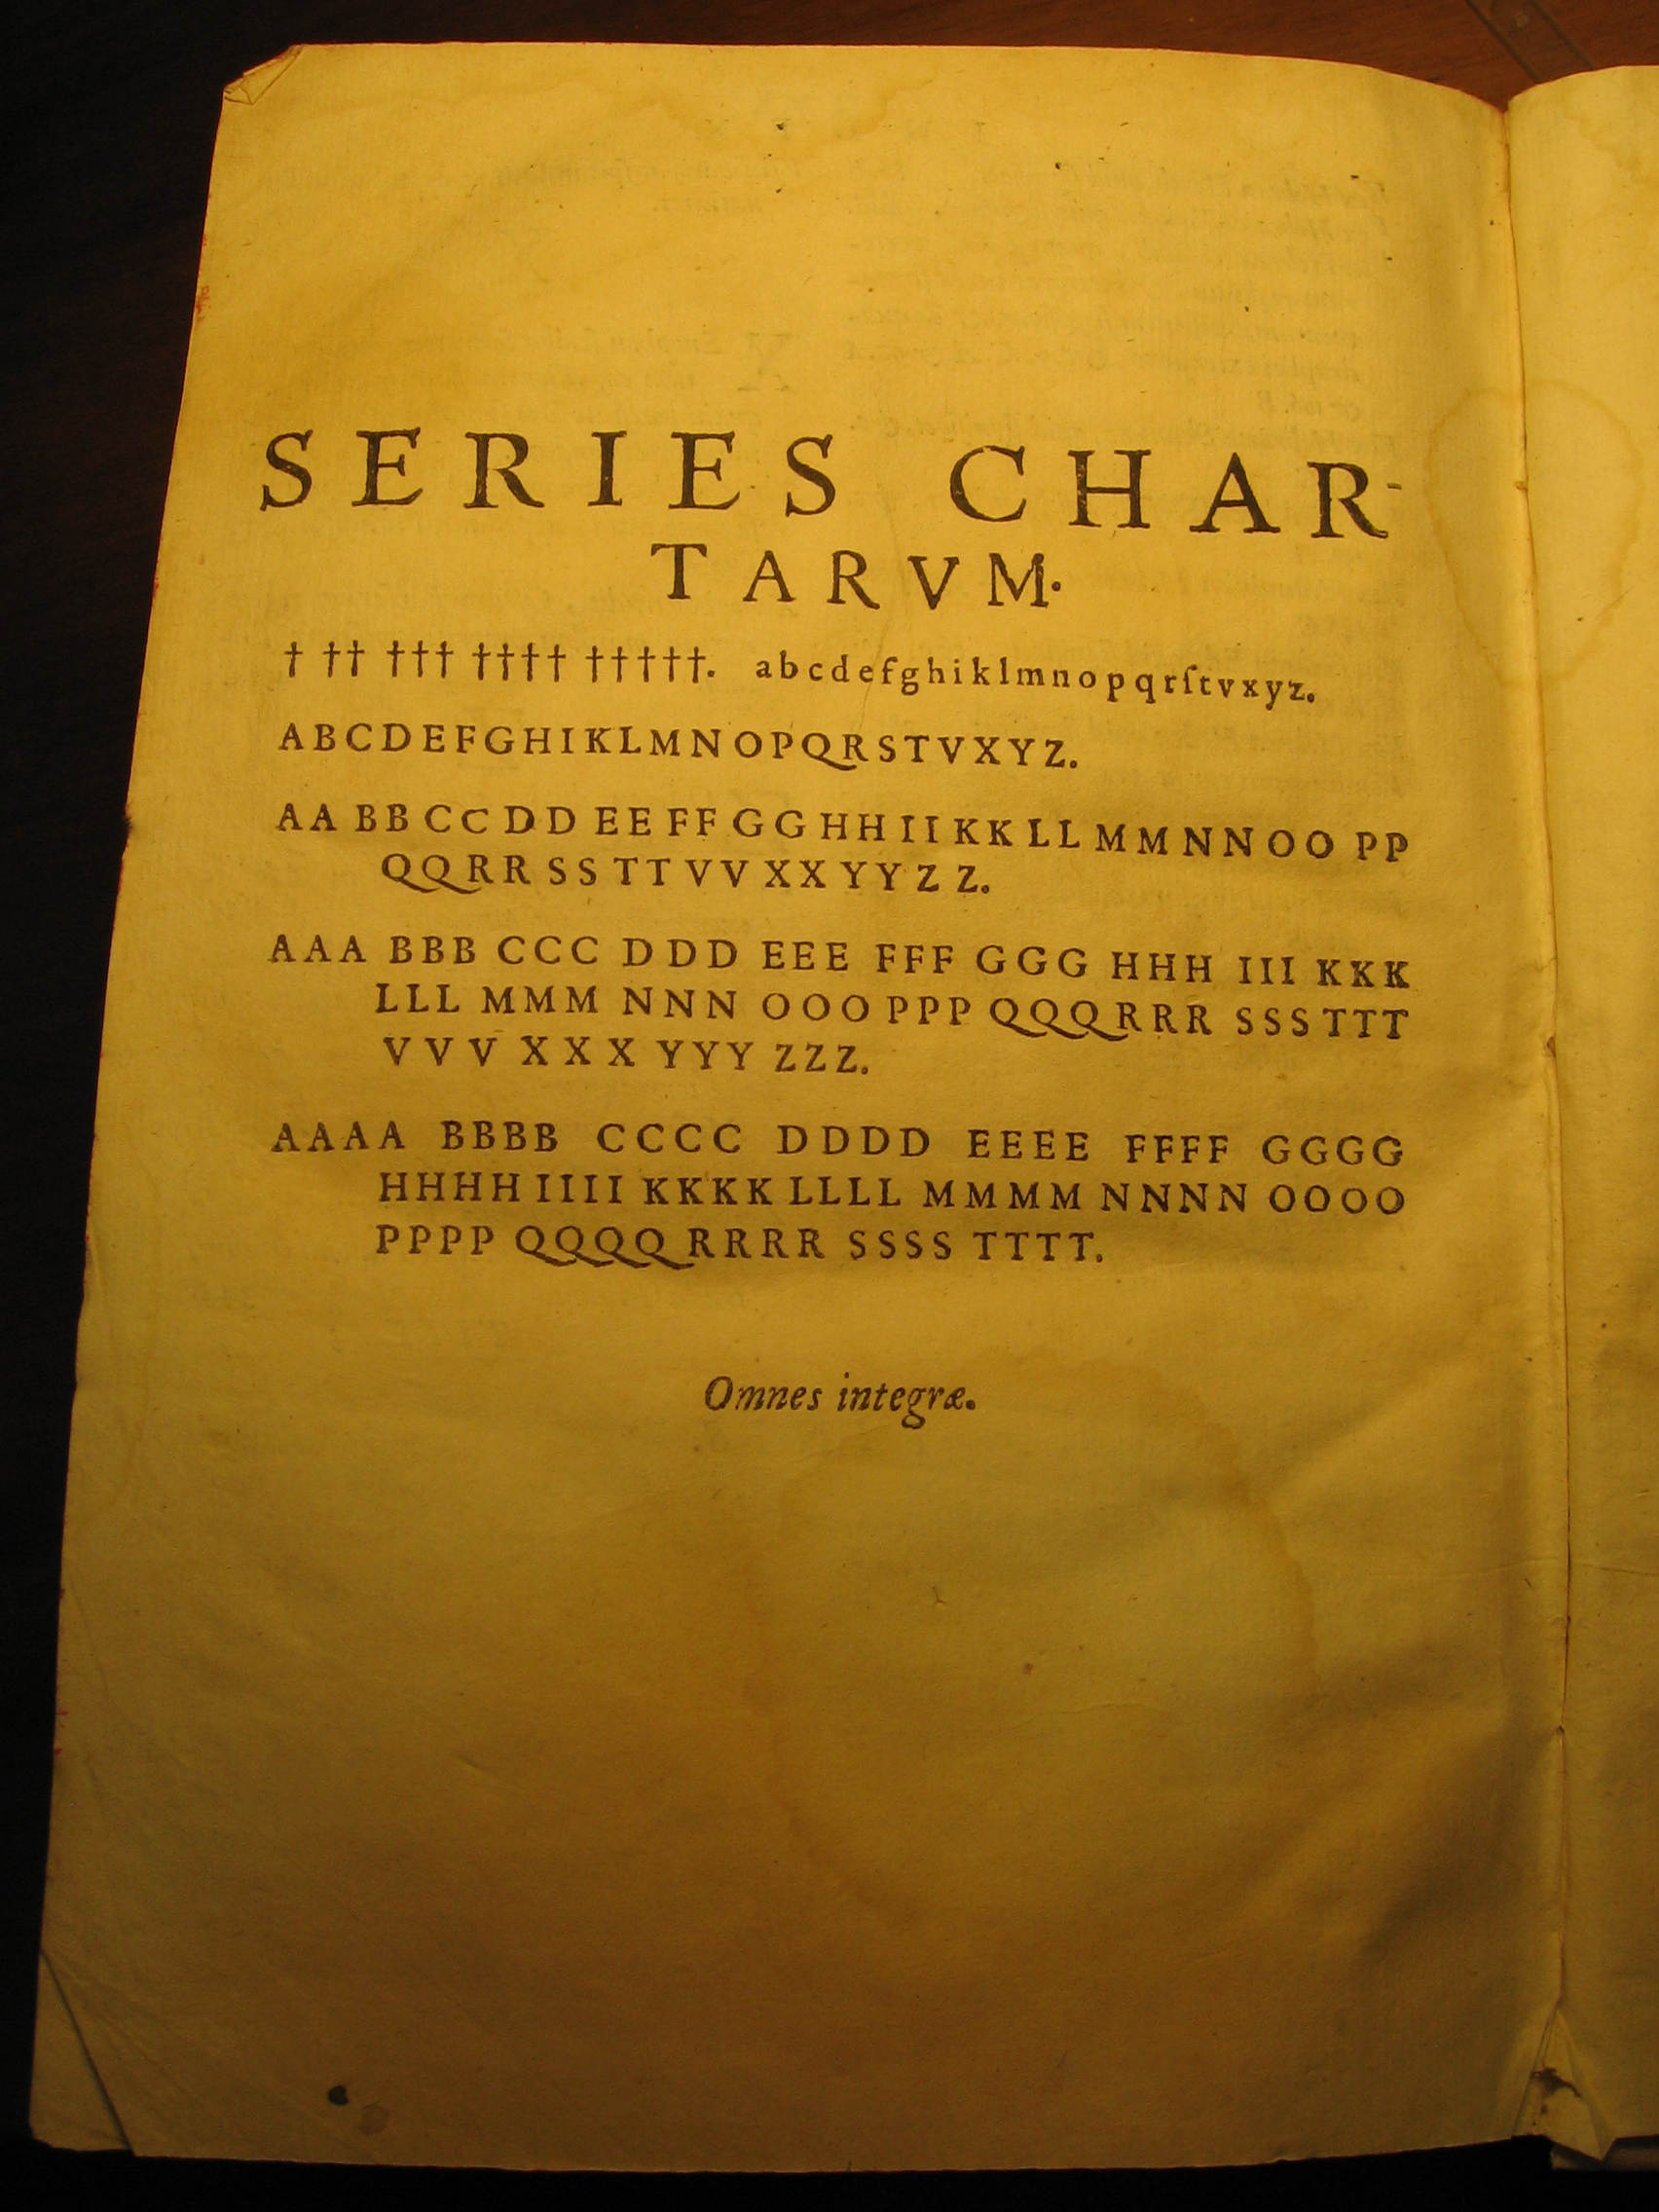 SERIES CHAR-
TARVM.
† †† ††† †††† †††††. abcdefghiklmnopqrſtvxyz.
ABCDEFGHIKLMNOPQRSTVXYZ.
AA BB CC DD EE FF GG HH II KK LL MM NN OO PP
QQ RR SS TT VV XX YY ZZ.
AAA BBB CCC DDD EEE FFF GGG HHH III KKK
LLL MMM NNN OOO PPP QQQ RRR SSS TTT
VVV XXX YYY ZZZ.
AAAA BBBB CCCC DDDD EEEE FFFF GGGG
HHHH IIII KKKK LLLL MMMM NNNN OOOO
PPPP QQQQ RRRR SSSS TTTT.
Omnes integræ.